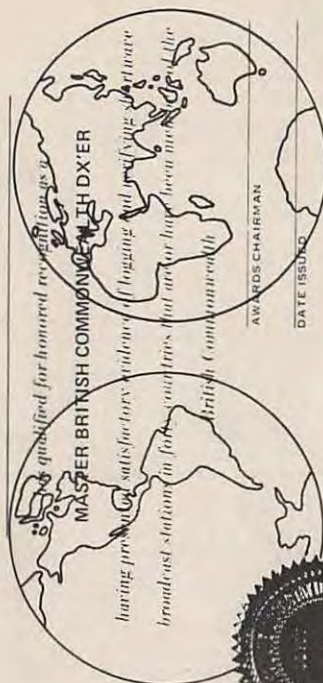 is qualified for honored recognition as a
MASTER BRITISH COMMONWEALTH DX'ER
having presented satisfactory evidence of logging and verifying shortwave
broadcast stations in forty countries that are or have been members of the
British Commonwealth
AWARDS CHAIRMAN
DATE ISSUED